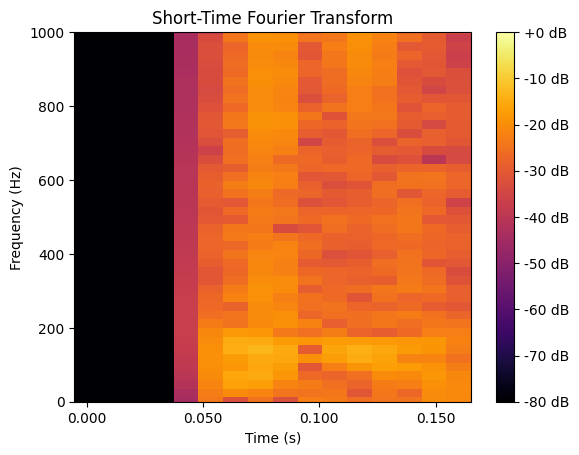 Short-Time Fourier Transform
1000
800
600
400
200
0
Frequency (Hz)
0.000
0.050
0.100
0.150
Time (s)
+0 dB
-10 dB
-20 dB
-30 dB
-40 dB
-50 dB
-60 dB
-70 dB
-80 dB